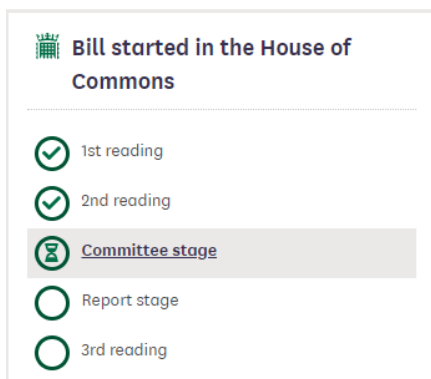 Bill started in the House of
Commons
1st reading
2nd reading
Committee stage
Report stage
3rd reading